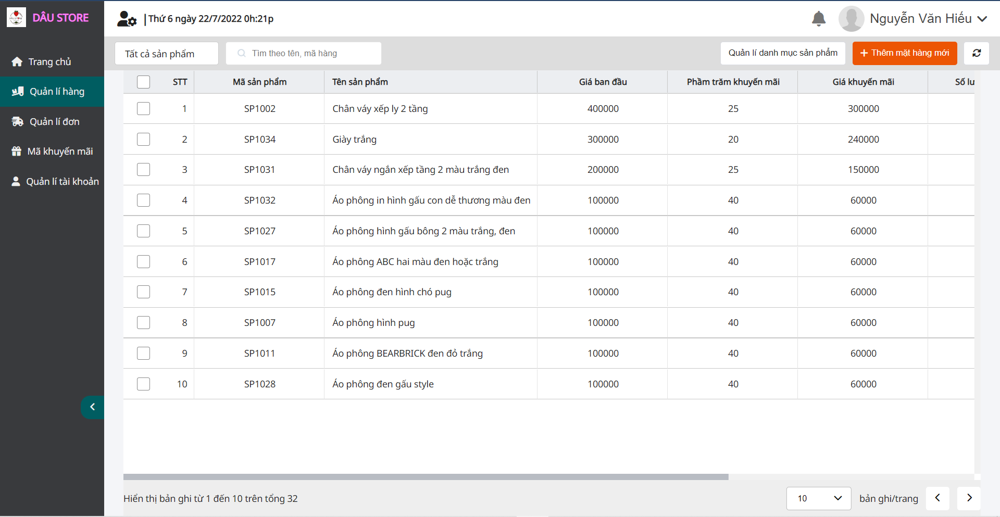 DÂU STORE
Thứ 6 ngày 22/7/2022 0h:21p
Nguyễn Văn Hiếu
Trang chủ
Quản lí hàng
Quản lí đơn
Mã khuyến mãi
Quản lí tài khoản
Tất cả sản phẩm
Tìm theo tên, mã hàng
Quản lí danh mục sản phẩm
Thêm mặt hàng mới
STT Mã sản phẩm Tên sản phẩm Giá ban đầu Phầm trăm khuyến mãi Giá khuyến mãi Số lư
1 SP1002 Chân váy xếp ly 2 tầng 400000 25 300000
2 SP1034 Giày trắng 300000 20 240000
3 SP1031 Chân váy ngắn xếp tầng 2 màu trắng đen 200000 25 150000
4 SP1032 Áo phông in hình gấu con dễ thương màu đen 100000 40 60000
5 SP1027 Áo phông hình gấu bông 2 màu trắng, đen 100000 40 60000
6 SP1017 Áo phông ABC hai màu đen hoặc trắng 100000 40 60000
7 SP1015 Áo phông đen hình chó pug 100000 40 60000
8 SP1007 Áo phông hình pug 100000 40 60000
9 SP1011 Áo phông BEARBRICK đen đỏ trắng 100000 40 60000
10 SP1028 Áo phông đen gấu style 100000 40 60000
Hiển thị bản ghi từ 1 đến 10 trên tổng 32
10
bản ghi/trang